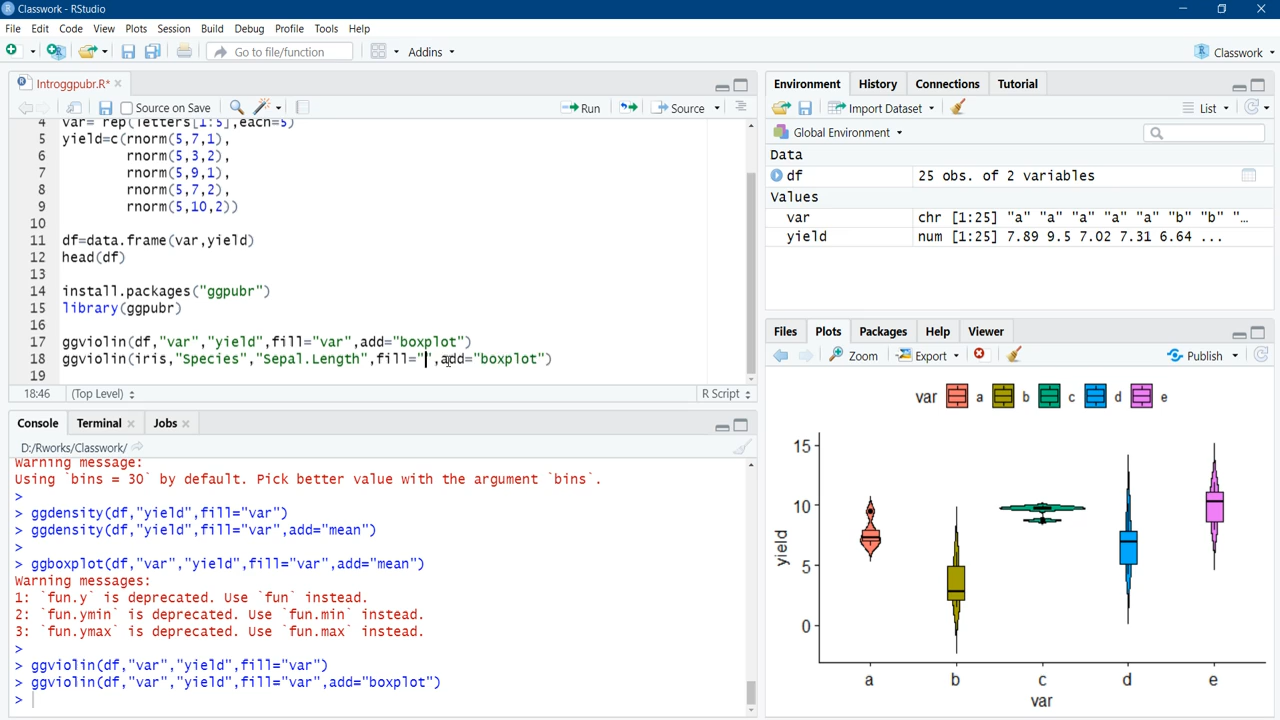 Classwork - RStudio
File Edit Code View Plots Session Build Debug Profile Tools Help
Go to file/function Addins Classwork
Introggpubr.R*
Source on Save Run Source
4 var= rep(letters[1:5],each=5)
5 yield=c(rnorm(5,7,1),
6 rnorm(5,3,2),
7 rnorm(5,9,1),
8 rnorm(5,7,2),
9 rnorm(5,10,2))
10
11 df=data.frame(var,yield)
12 head(df)
13
14 install.packages("ggpubr")
15 library(ggpubr)
16
17 ggviolin(df,"var","yield",fill="var",add="boxplot")
18 ggviolin(iris,"Species","Sepal.Length",fill="",add="boxplot")
19
18:46 (Top Level) R Script
Console Terminal Jobs
D:/Rworks/Classwork/
Warning message:
Using `bins = 30` by default. Pick better value with the argument `bins`.
>
> ggdensity(df,"yield",fill="var")
> ggdensity(df,"yield",fill="var",add="mean")
>
> ggboxplot(df,"var","yield",fill="var",add="mean")
Warning messages:
1: `fun.y` is deprecated. Use `fun` instead.
2: `fun.ymin` is deprecated. Use `fun.min` instead.
3: `fun.ymax` is deprecated. Use `fun.max` instead.
>
> ggviolin(df,"var","yield",fill="var")
> ggviolin(df,"var","yield",fill="var",add="boxplot")
>
Environment History Connections Tutorial
Import Dataset List
Global Environment
Data
df 25 obs. of 2 variables
Values
var chr [1:25] "a" "a" "a" "a" "a" "b" "b" "…
yield num [1:25] 7.89 9.5 7.02 7.31 6.64 ...
Files Plots Packages Help Viewer
Zoom Export Publish
var a b c d e
15
10
5
0
yield
a b c d e
var